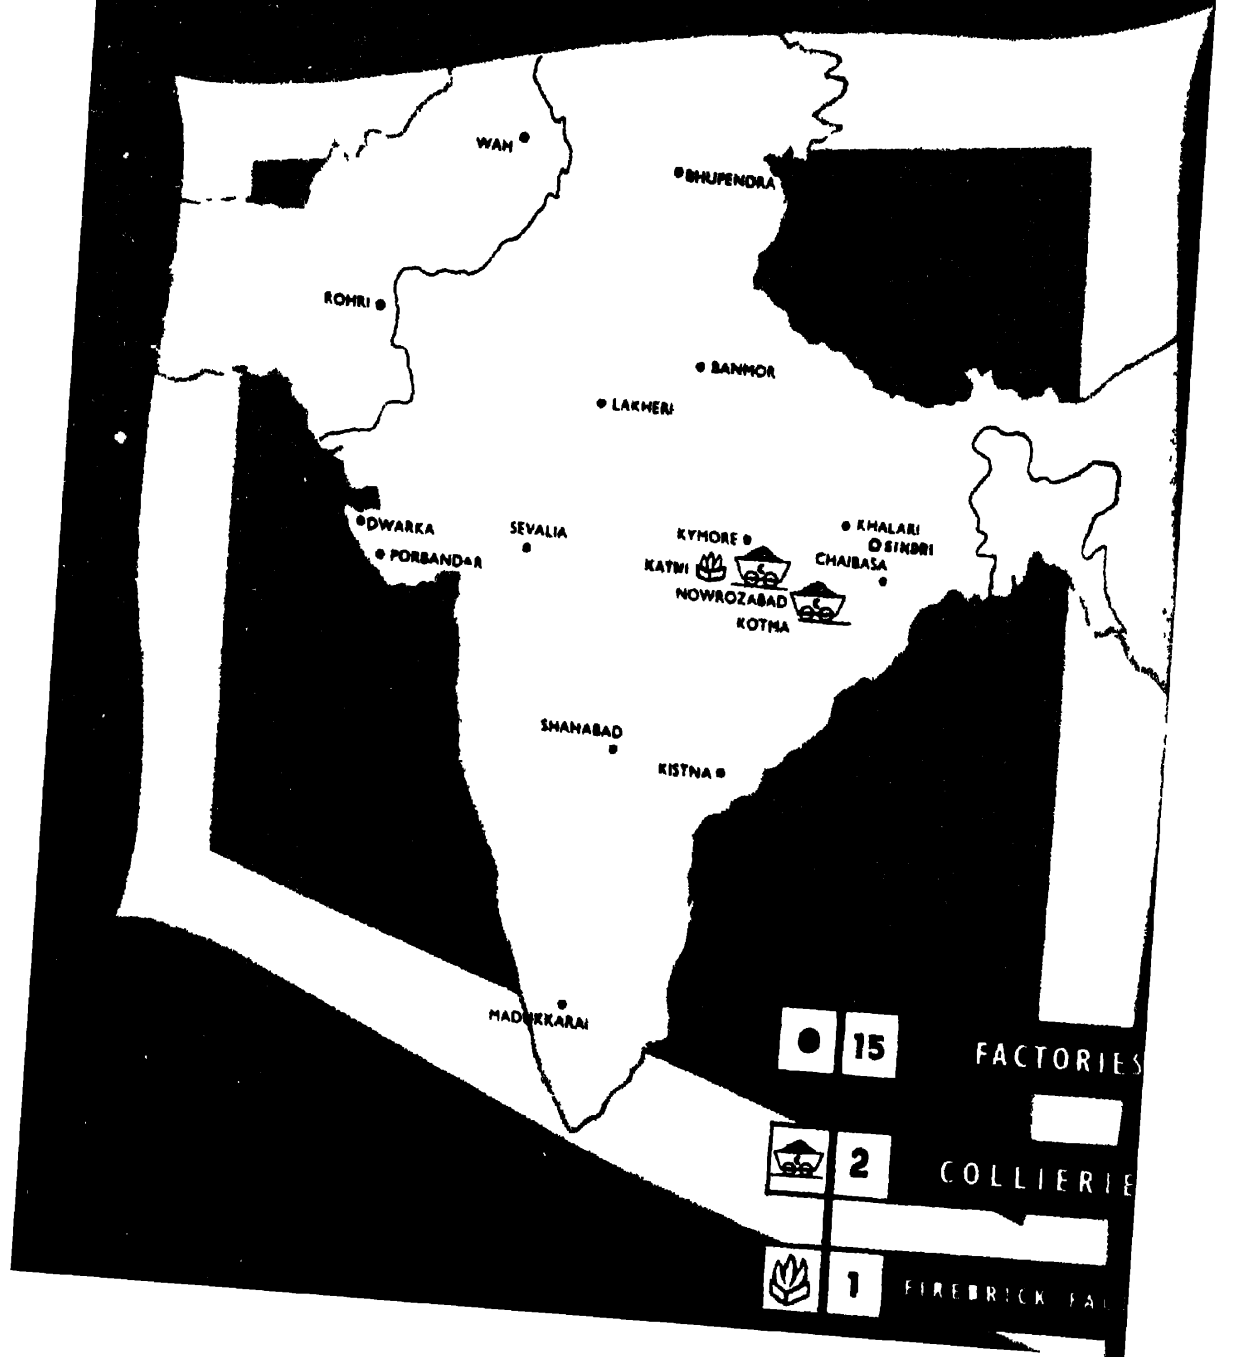 WAH
BHUPENDRA
ROHRI
BANMOR
LAKHERI
DWARKA
SEVALIA
KYMORE
KHALARI
SINDRI
PORBANDAR
KATNI
CHAIBASA
NOWROZABAD
KOTMA
SHAHABAD
KISTNA
MADUKKARAI
15 FACTORIES
2 COLLIERIE
1 FIREBRICK FA